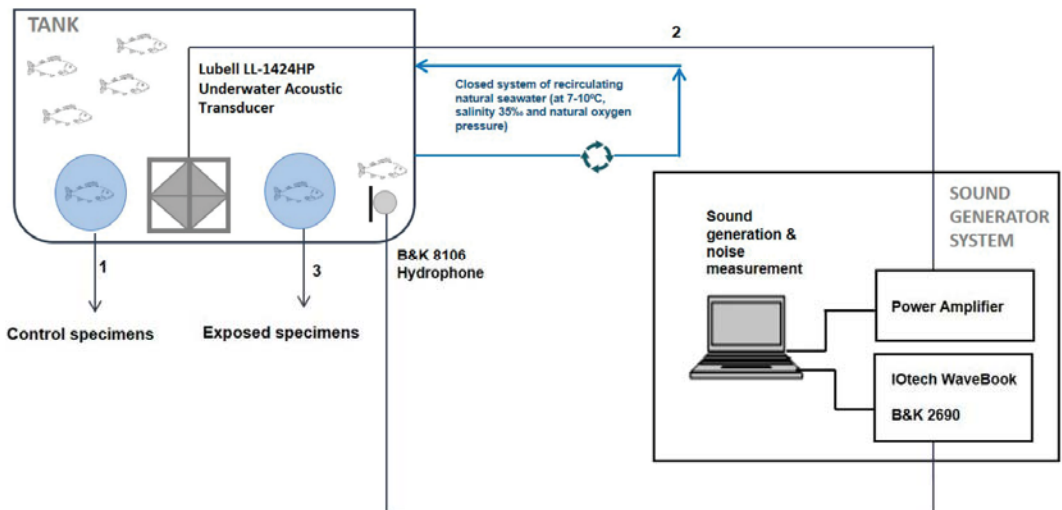 TANK
Lubell LL-1424HP
Underwater Acoustic
Transducer
2
Closed system of recirculating
natural seawater (at 7-10ºC,
salinity 35‰ and natural oxygen
pressure)
1
3
B&K 8106
Hydrophone
Control specimens
Exposed specimens
SOUND
GENERATOR
SYSTEM
Sound
generation &
noise
measurement
Power Amplifier
IOtech WaveBook
B&K 2690